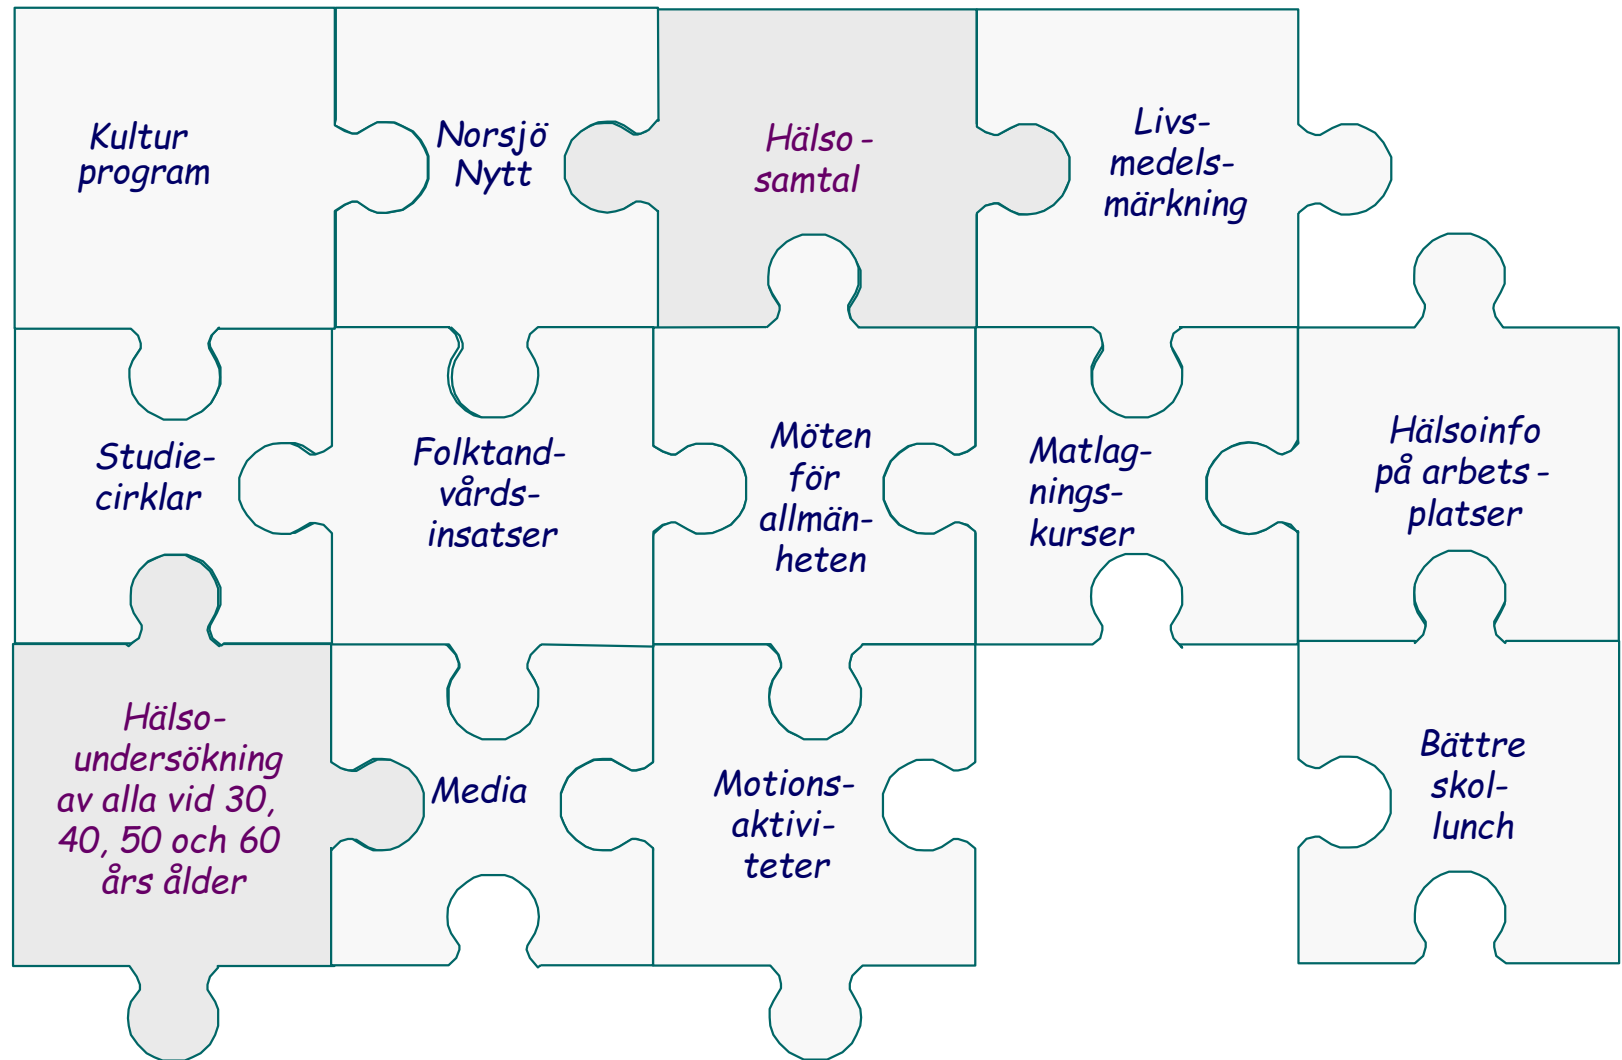 Kultur
program
Norsjö
Nytt
Hälso -
samtal
Livs-
medels-
märkning
Studie-
cirklar
Folktand-
vårds-
insatser
Möten
för
allmän-
heten
Matlag-
nings-
kurser
Hälsoinfo
på arbets -
platser
Hälso-
undersökning
av alla vid 30,
40, 50 och 60
års ålder
Media
Motions-
aktivi-
teter
Bättre
skol-
lunch